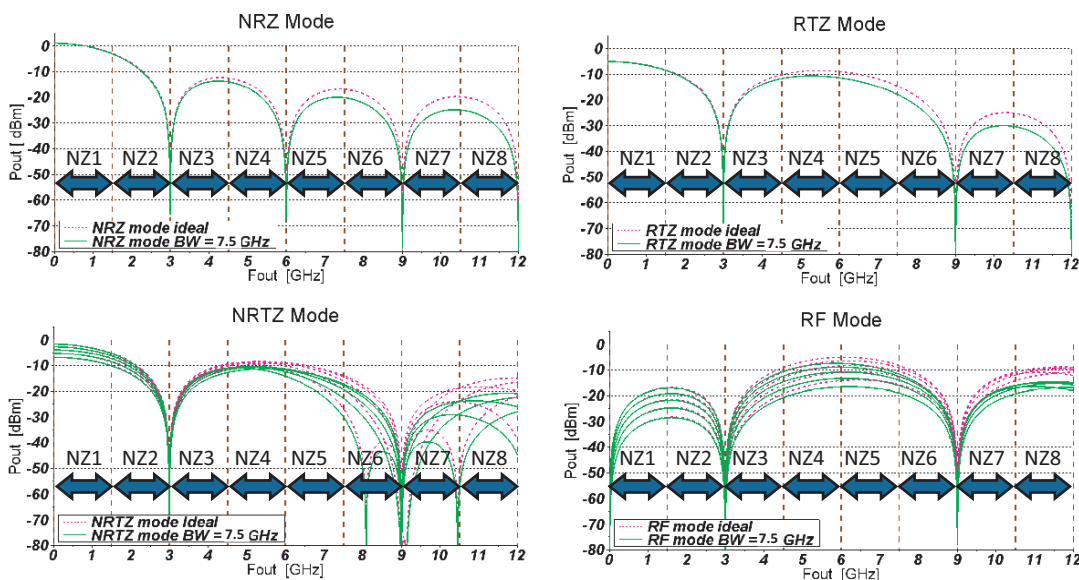 NRZ Mode
0
-10
-20
-30
-40
-50
-60
-70
-80
Pout [dBm]
NZ1 NZ2 NZ3 NZ4 NZ5 NZ6 NZ7 NZ8
NRZ mode ideal
NRZ mode BW = 7.5 GHz
0 1 2 3 4 5 6 7 8 9 10 11 12
Fout [GHz]
RTZ Mode
0
-10
-20
-30
-40
-50
-60
-70
-80
Pout [dBm]
NZ1 NZ2 NZ3 NZ4 NZ5 NZ6 NZ7 NZ8
RTZ mode ideal
RTZ mode BW = 7.5 GHz
0 1 2 3 4 5 6 7 8 9 10 11 12
Fout [GHz]
NRTZ Mode
0
-10
-20
-30
-40
-50
-60
-70
-80
Pout [dBm]
NZ1 NZ2 NZ3 NZ4 NZ5 NZ6 NZ7 NZ8
NRTZ mode Ideal
NRTZ mode BW = 7.5 GHz
0 1 2 3 4 5 6 7 8 9 10 11 12
Fout [GHz]
RF Mode
0
-10
-20
-30
-40
-50
-60
-70
-80
Pout [dBm]
NZ1 NZ2 NZ3 NZ4 NZ5 NZ6 NZ7 NZ8
RF mode ideal
RF mode BW = 7.5 GHz
0 1 2 3 4 5 6 7 8 9 10 11 12
Fout [GHz]